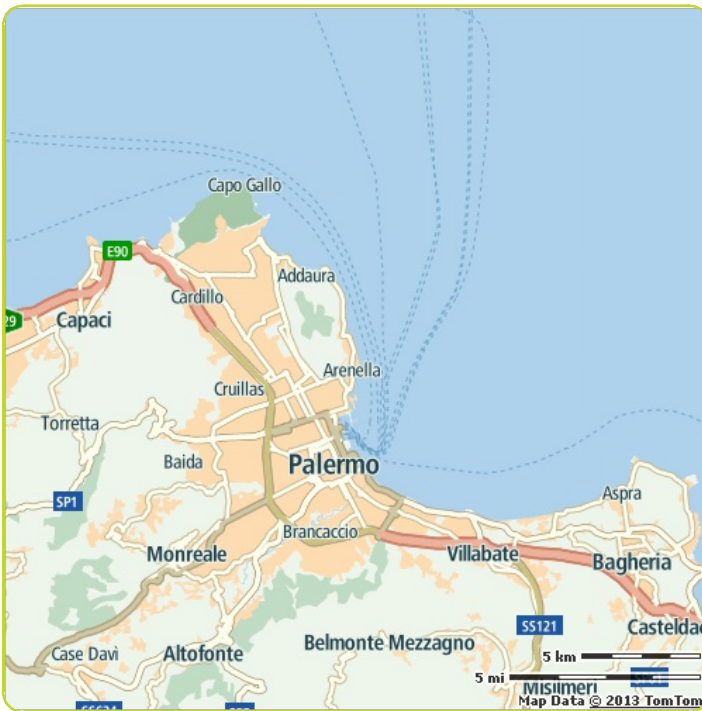 Capo Gallo
E90
Addaura
Cardillo
29
Capaci
Arenella
Cruillas
Torretta
Baida
Palermo
SP1
Aspra
Brancaccio
Monreale
Villabate
Bagheria
SS121
Casteldac
Belmonte Mezzagno
Case Davì
Altofonte
5 km
5 mi
Misilmeri
Map Data © 2013 TomTom